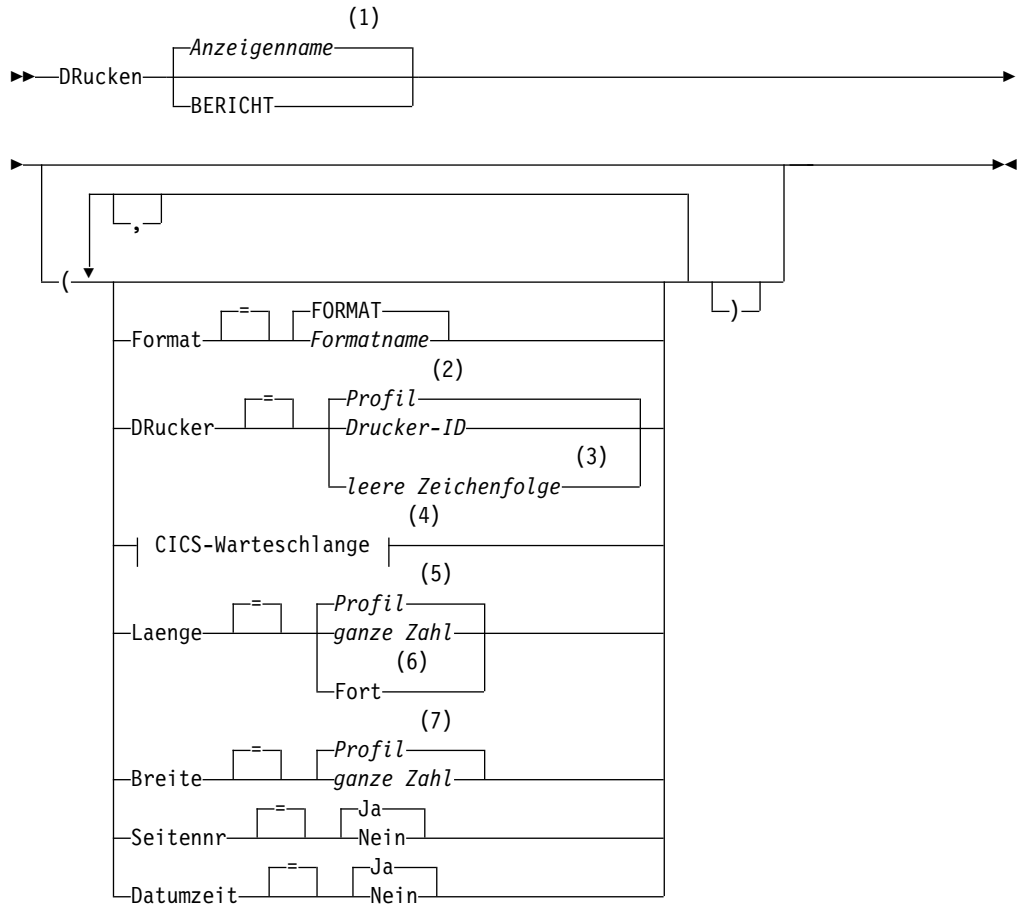 (1)
Anzeigenname
DRucken
BERICHT
,
(
)
Format = FORMAT
Formatname
(2)
DRucker = Profil
Drucker-ID
(3)
leere Zeichenfolge
(4)
CICS-Warteschlange
(5)
Laenge = Profil
ganze Zahl
(6)
Fort
(7)
Breite = Profil
ganze Zahl
Seitennr = Ja
Nein
Datumzeit = Ja
Nein